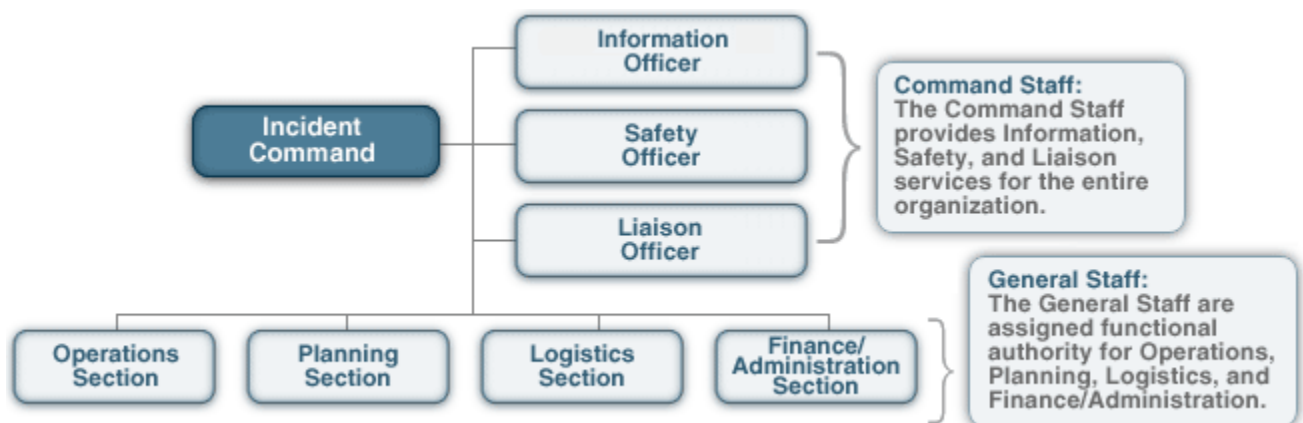 Information
Officer
Incident
Command
Safety
Officer
Liaison
Officer
Command Staff:
The Command Staff
provides Information,
Safety, and Liaison
services for the entire
organization.
Operations
Section
Planning
Section
Logistics
Section
Finance/
Administration
Section
General Staff:
The General Staff are
assigned functional
authority for Operations,
Planning, Logistics, and
Finance/Administration.